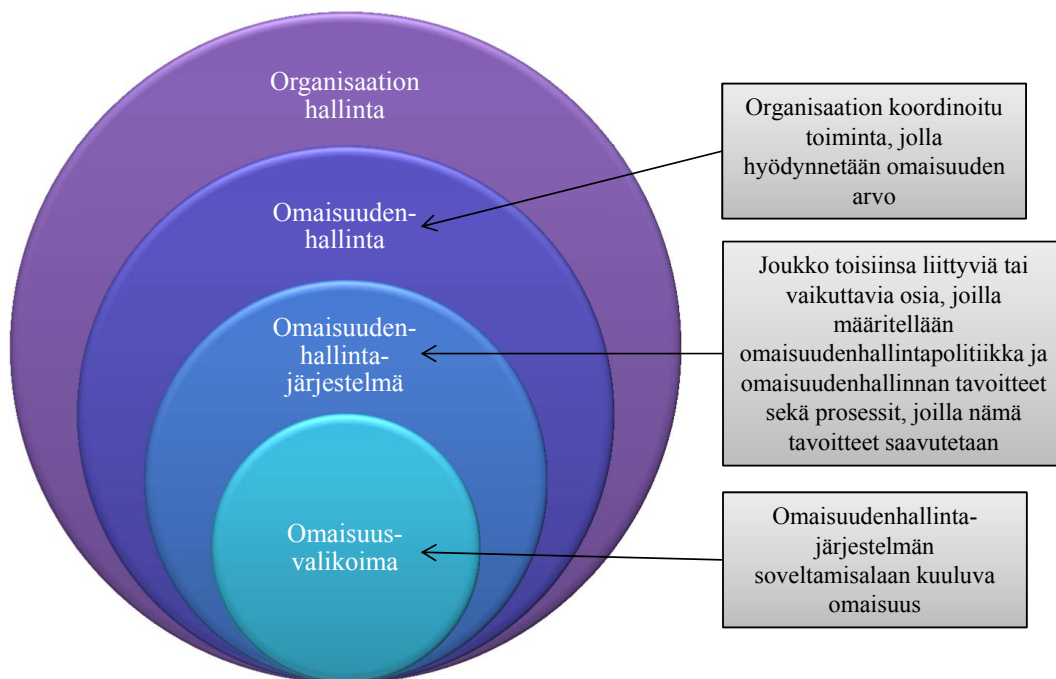 Organisaation
hallinta
Omaisuuden-
hallinta
Omaisuuden-
hallinta-
järjestelmä
Omaisuus-
valikoima
Organisaation koordinoitu
toiminta, jolla
hyödynnetään omaisuuden
arvo
Joukko toisiinsa liittyviä tai
vaikuttavia osia, joilla
määritellään
omaisuudenhallintapolitiikka ja
omaisuudenhallinnan tavoitteet
sekä prosessit, joilla nämä
tavoitteet saavutetaan
Omaisuudenhallinta-
järjestelmän
soveltamisalaan kuuluva
omaisuus